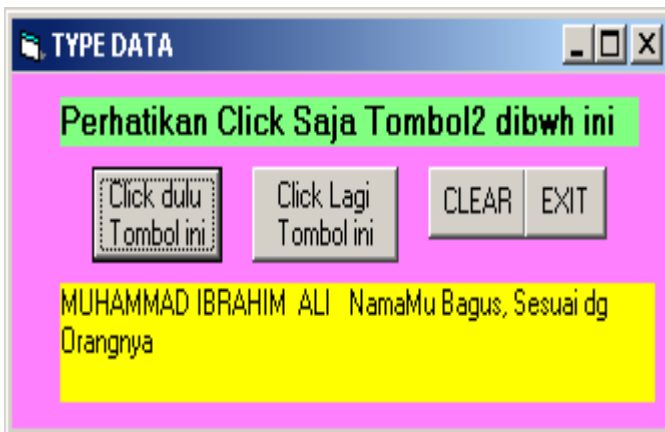 TYPE DATA
Perhatikan Click Saja Tombol2 dibwh ini
Click dulu
Tombol ini
Click Lagi
Tombol ini
CLEAR
EXIT
MUHAMMAD IBRAHIM  ALI   NamaMu Bagus, Sesuai dg
Orangnya